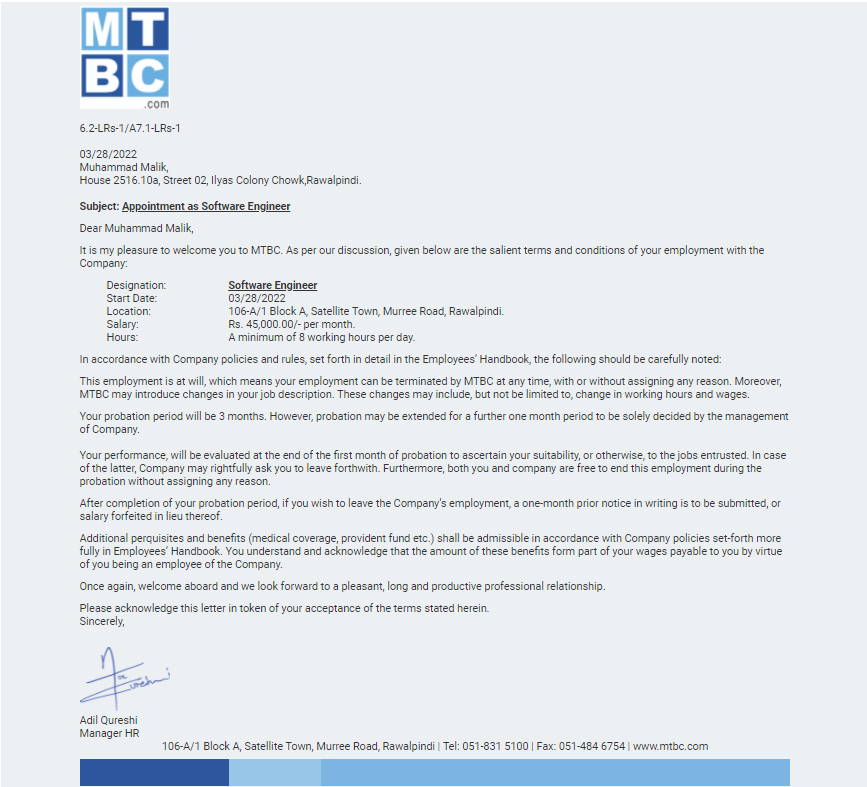 MT
BC
.com
6.2-LRs-1/A7.1-LRs-1
03/28/2022
Muhammad Malik,
House 2516.10a, Street 02, Ilyas Colony Chowk,Rawalpindi.
Subject: Appointment as Software Engineer
Dear Muhammad Malik,
It is my pleasure to welcome you to MTBC. As per our discussion, given below are the salient terms and conditions of your employment with the
Company:
Designation: Software Engineer
Start Date: 03/28/2022
Location: 106-A/1 Block A, Satellite Town, Murree Road, Rawalpindi.
Salary: Rs. 45,000.00/- per month.
Hours: A minimum of 8 working hours per day.
In accordance with Company policies and rules, set forth in detail in the Employees' Handbook, the following should be carefully noted:
This employment is at will, which means your employment can be terminated by MTBC at any time, with or without assigning any reason. Moreover,
MTBC may introduce changes in your job description. These changes may include, but not be limited to, change in working hours and wages.
Your probation period will be 3 months. However, probation may be extended for a further one month period to be solely decided by the management
of Company.
Your performance, will be evaluated at the end of the first month of probation to ascertain your suitability, or otherwise, to the jobs entrusted. In case
of the latter, Company may rightfully ask you to leave forthwith. Furthermore, both you and company are free to end this employment during the
probation without assigning any reason.
After completion of your probation period, if you wish to leave the Company's employment, a one-month prior notice in writing is to be submitted, or
salary forfeited in lieu thereof.
Additional perquisites and benefits (medical coverage, provident fund etc.) shall be admissible in accordance with Company policies set-forth more
fully in Employees' Handbook. You understand and acknowledge that the amount of these benefits form part of your wages payable to you by virtue
of you being an employee of the Company.
Once again, welcome aboard and we look forward to a pleasant, long and productive professional relationship.
Please acknowledge this letter in token of your acceptance of the terms stated herein.
Sincerely,
Adil Qureshi
Manager HR
106-A/1 Block A, Satellite Town, Murree Road, Rawalpindi | Tel: 051-831 5100 | Fax: 051-484 6754 | www.mtbc.com